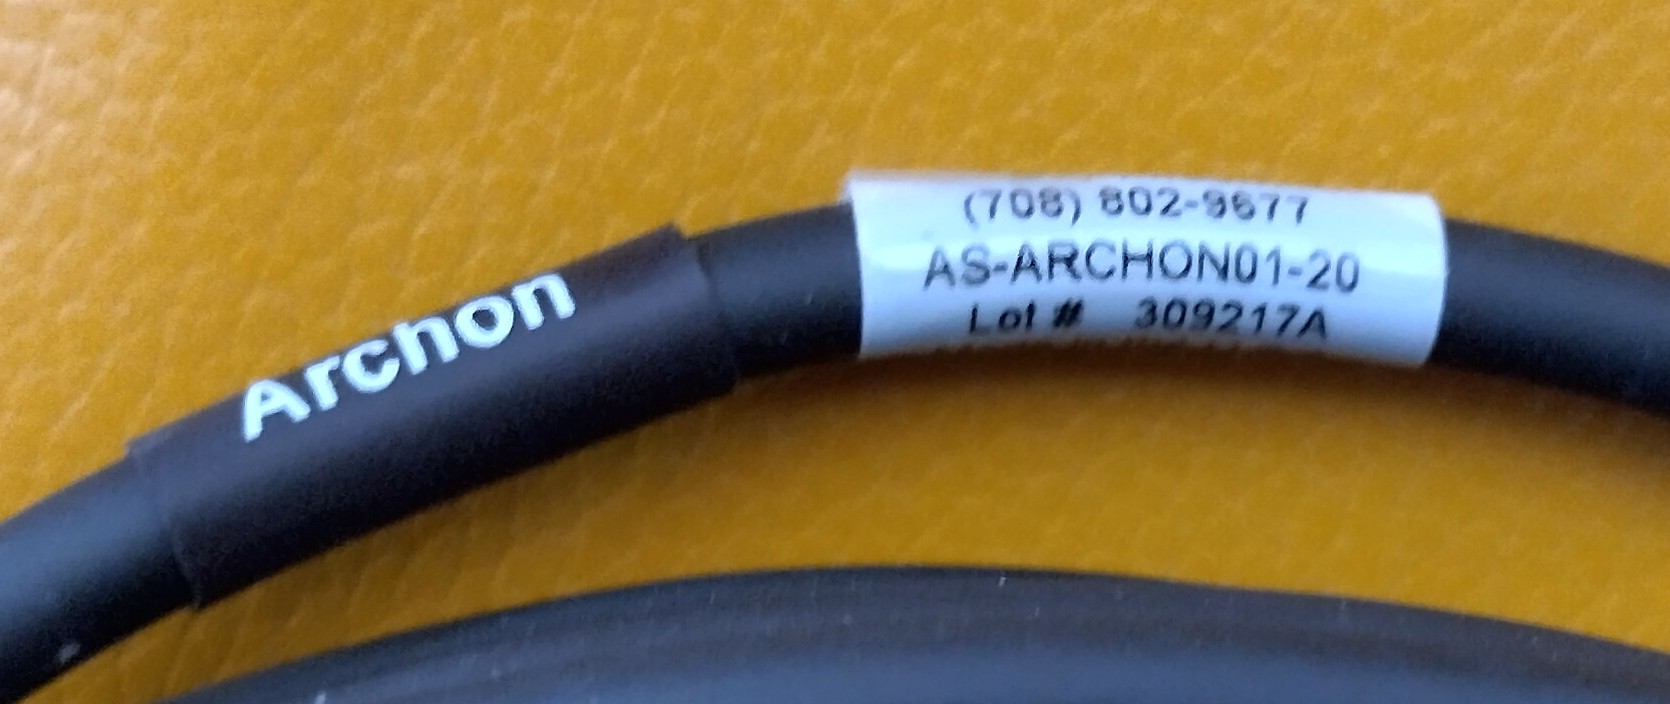 Archon
(708) 802-9677
AS-ARCHON01-20
Lot # 309217A